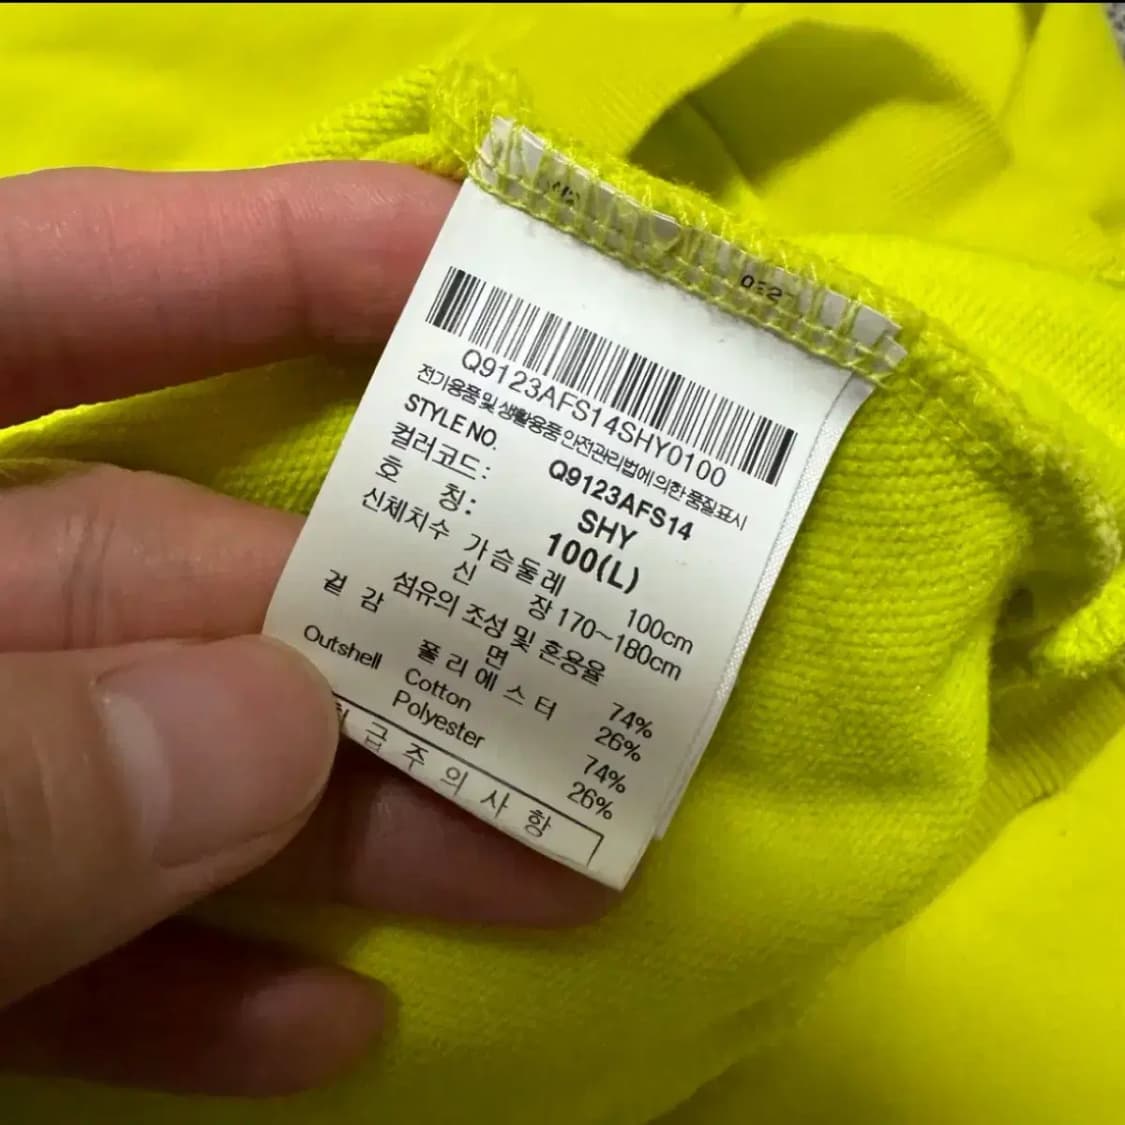 Q9123AFS14SHY0100
전기용품 및 생활용품 안전관리법에 의한 품질표시
STYLE NO. Q9123AFS14
컬러코드: SHY
호 칭: 100(L)
신체치수 가슴둘레 100cm
신 장 170~180cm
섬유의 조성 및 혼용율
겉 감 면 74%
폴리에스터 26%
Outshell Cotton 74%
Polyester 26%
취급주의사항